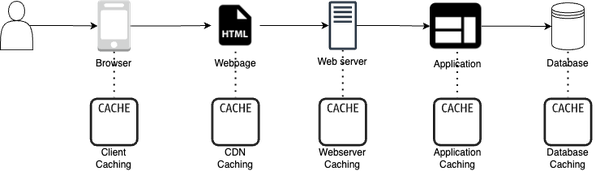 HTML
Browser
Webpage
Web server
Application
Database
CACHE
CACHE
CACHE
CACHE
CACHE
Client
Caching
CDN
Caching
Webserver
Caching
Application
Caching
Database
Caching